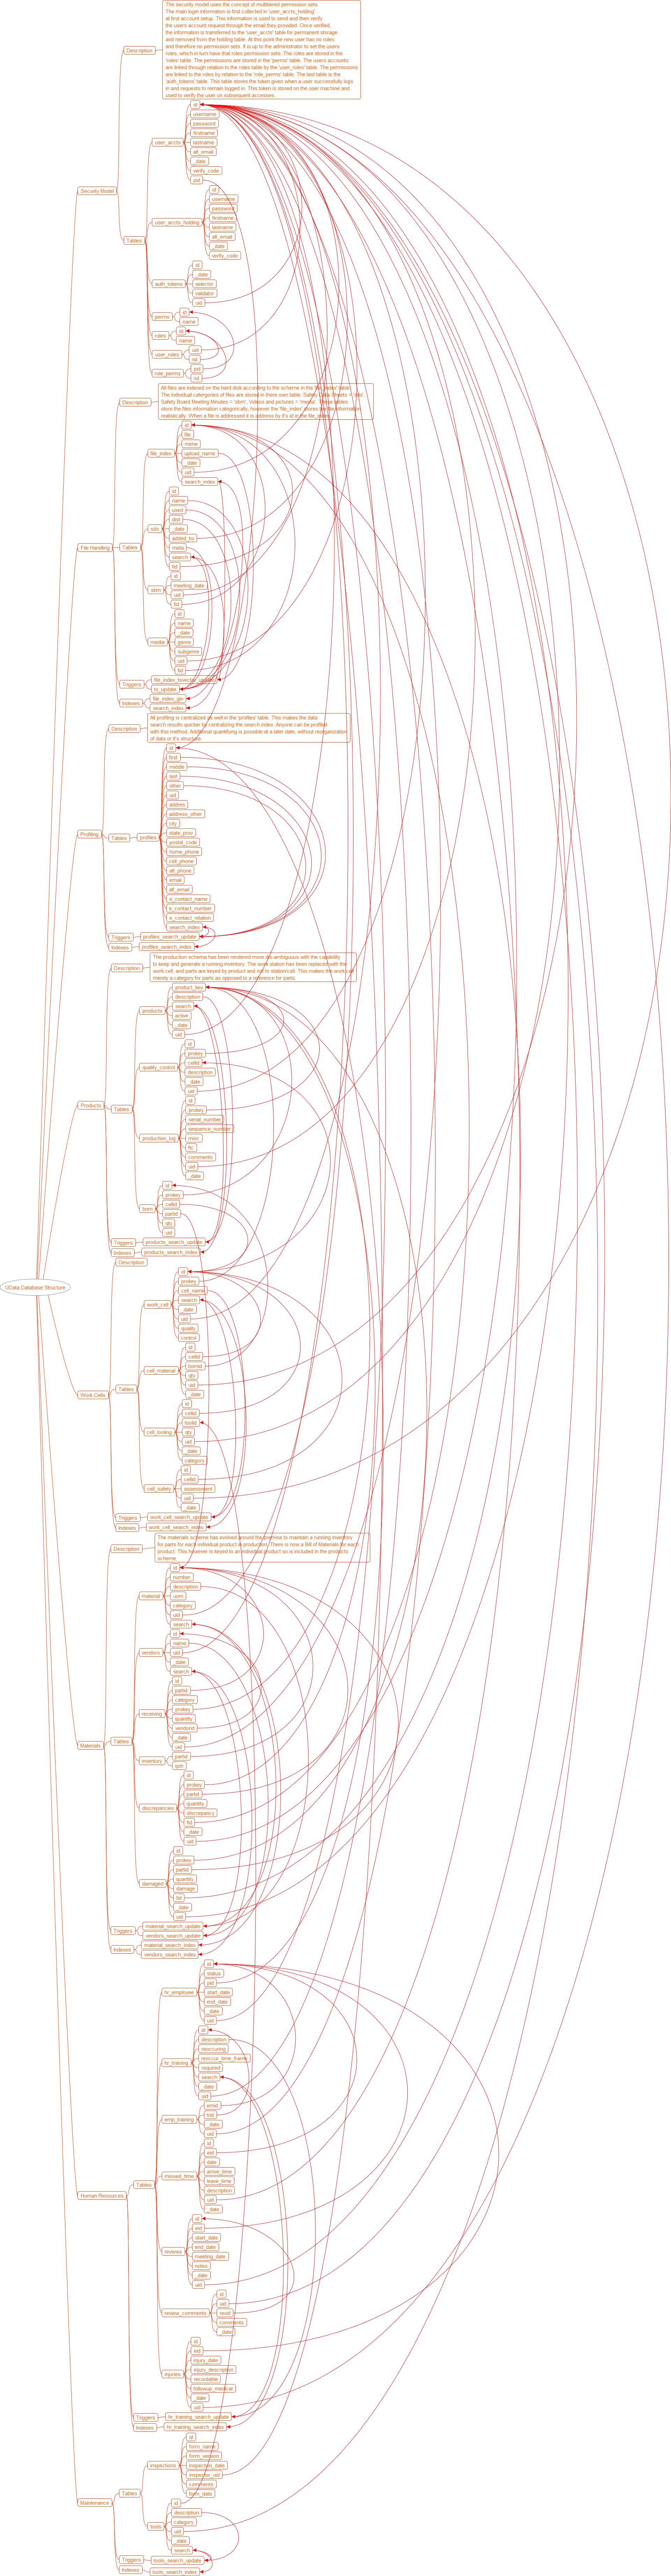 The security model uses the concept of multitiered permission sets.
The main login information is first collected in 'user_accts_holding'
at first account setup. This information is used to send and then verify
the users account request through the email they provided. Once verified,
the information is transferred to the 'user_accts' table for permanent storage
and removed from the holding table. At this point the new user has no roles
and therefore no permission sets. It is up to the administrator to set the users
roles, which in turn have that roles permission sets. The roles are stored in the
'roles' table. The permissions are stored in the 'perms' table. The users accounts
are linked through relation to the roles table by the 'user_roles' table. The permissions
are linked to the roles by relation to the 'role_perms' table. The last table is the
'auth_tokens' table. This table stores the token given when a user successfully logs
in and requests to remain logged in. This token is stored on the user machine and
used to verify the user on subsequent accesses.
Description
id
username
password
firstname
lastname
alt_email
_date
verify_code
pid
user_accts
Security Model
id
username
password
firstname
lastname
alt_email
_date
verify_code
user_accts_holding
Tables
id
_date
selector
validator
uid
auth_tokens
id
name
perms
id
name
roles
uid
rid
user_roles
pid
rid
role_perms
All files are indexed on the hard disk according to the scheme in the 'file_index' table.
The individual catergories of files are stored in there own table. Safety Data Sheets = 'sds'
Safety Board Meeting Minutes = 'sbm'. Videos and pictures = 'media'. These tables
store the files information categorically, however the 'file_index' stores the file information
realistically. When a file is addressed it is address by it's id in the file_index.
Description
id
file
mime
upload_name
_date
uid
search_index
file_index
id
name
used
dist
_date
added_by
meta
search
fid
sds
File Handling
Tables
id
meeting_date
uid
fid
sbm
id
name
_date
genre
subgenre
uid
fid
media
Triggers
file_index_tsvector_update
ts_update
Indexes
file_index_gin
search_index
All profiling is centralized as well in the 'profiles' table. This makes the data
search results quicker by centralizing the search index. Anyone can be profiled
with this method. Additional quantifying is possible at a later date, without reorganization
of data or it's structure.
Description
id
first
middle
last
other
uid
addres
address_other
city
state_prov
postal_code
home_phone
cell_phone
alt_phone
email
alt_email
e_contact_name
e_contact_number
e_contact_relation
search_index
Profiling
Tables
profiles
Triggers
profiles_search_update
Indexes
profiles_search_index
The production schema has been rendered more dis-ambiguous with the capability
to keep and generate a running inventory. The work station has been replaced with the
work cell, and parts are keyed by product and not to station/cell. This makes the work cell
merely a category for parts as opposed to a reference for parts.
Description
product_key
description
search
active
_date
uid
products
id
prokey
cellid
description
_date
uid
quality_control
Products
Tables
id
prokey
serial_number
sequence_number
misc
ftc
comments
uid
_date
production_log
id
prokey
cellid
partid
qty
uid
bom
Triggers
products_search_update
Indexes
products_search_index
Description
UData Database Structure
id
prokey
cell_name
search
_date
uid
quality
control
work_cell
id
cellid
bomid
qty
uid
_date
cell_material
Work Cells
Tables
id
cellid
toolid
qty
uid
_date
category
cell_tooling
id
cellid
assessment
uid
_date
cell_safety
Triggers
work_cell_search_update
Indexes
work_cell_search_index
The materials scheme has evolved around the premise to maintain a running inventory
for parts for each individual product in production. There is now a Bill of Materials for each
product. This however is keyed to an individual product so is included in the products
scheme
Description
id
number
description
uom
category
uid
search
material
id
name
uid
_date
search
vendors
id
partid
category
prokey
quantity
vendorid
_date
uid
receiving
Materials
Tables
partid
qoh
inventory
id
prokey
partid
quantity
discrepancy
fid
_date
uid
discrepancies
id
prokey
partid
quantity
damage
fid
_date
uid
damaged
Triggers
material_search_update
vendors_search_update
Indexes
material_search_index
vendors_search_index
id
status
pid
start_date
end_date
_date
uid
hr_employee
id
description
reoccuring
reoccur_time_frame
required
search
_date
uid
hr_training
emid
trid
_date
uid
emp_training
id
eid
date
arrive_time
leave_time
description
uid
_date
missed_time
Human Resources
Tables
id
eid
start_date
end_date
meeting_date
notes
_date
uid
reviews
id
uid
revid
comments
_date
review_comments
id
eid
injury_date
injury_description
recordable
followup_medical
_date
uid
injuries
Triggers
hr_training_search_update
Indexes
hr_training_search_index
id
form_name
form_version
inspection_date
inspector_uid
comments
form_date
inspections
Maintenance
Tables
id
description
category
uid
_date
search
tools
Triggers
tools_search_update
Indexes
tools_search_index